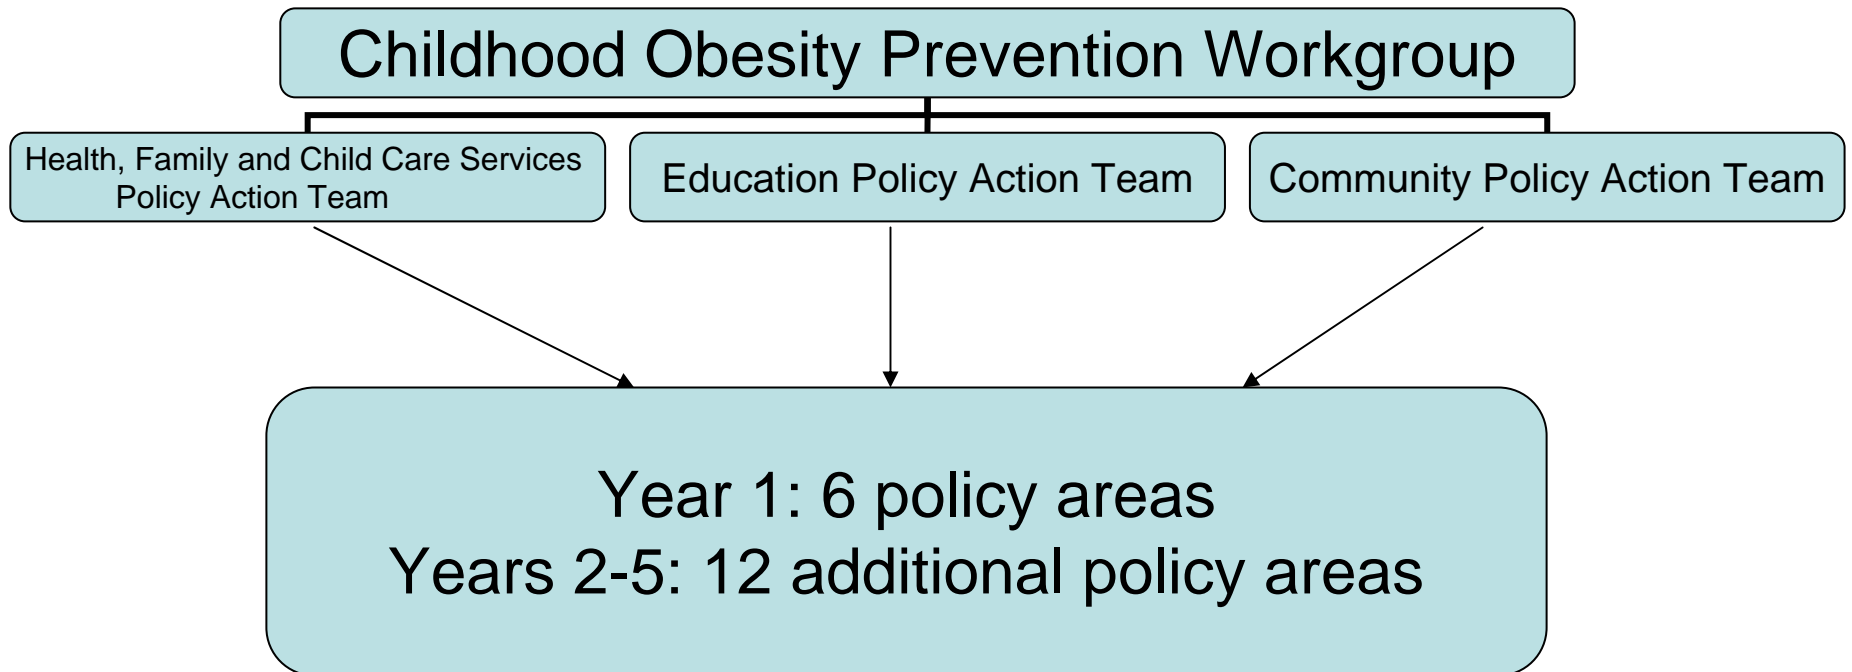 Childhood Obesity Prevention Workgroup
Health, Family and Child Care Services
Policy Action Team
Education Policy Action Team
Community Policy Action Team
Year 1: 6 policy areas
Years 2-5: 12 additional policy areas